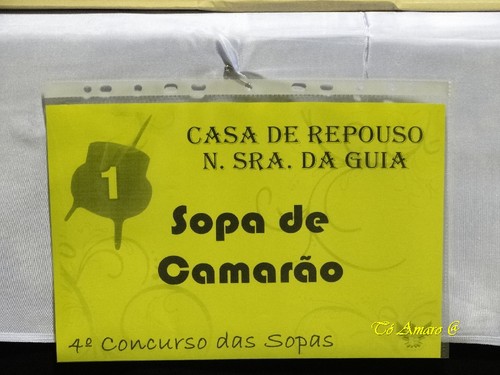 CASA DE REPOUSO
N. SRA. DA GUIA
1
Sopa de
Camarão
4º Concurso das Sopas
Tó Amaro @